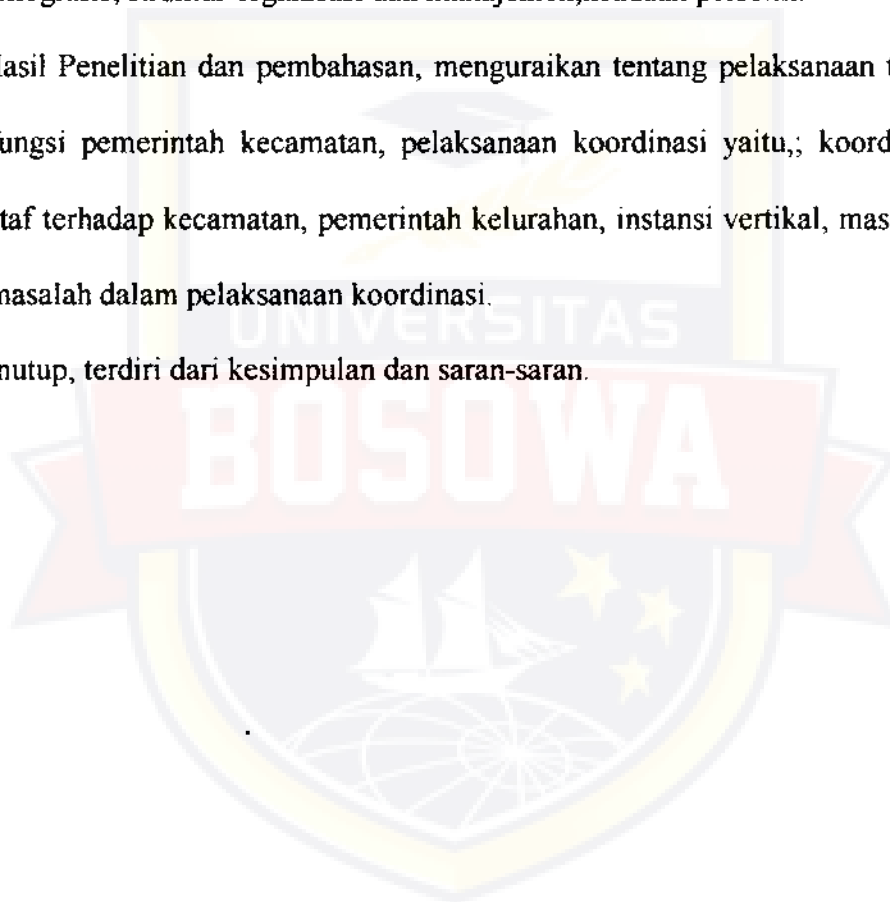 Hasil Penelitian dan pembahasan, menguraikan tentang pelaksanaan
fungsi pemerintah kecamatan, pelaksanaan koordinasi yaitu,; koord
taf terhadap kecamatan, pemerintah kelurahan, instansi vertikal, mas
masalah dalam pelaksanaan koordinasi.
UNIVERSITAS
nutup, terdiri dari kesimpulan dan saran-saran.
BOSOWA